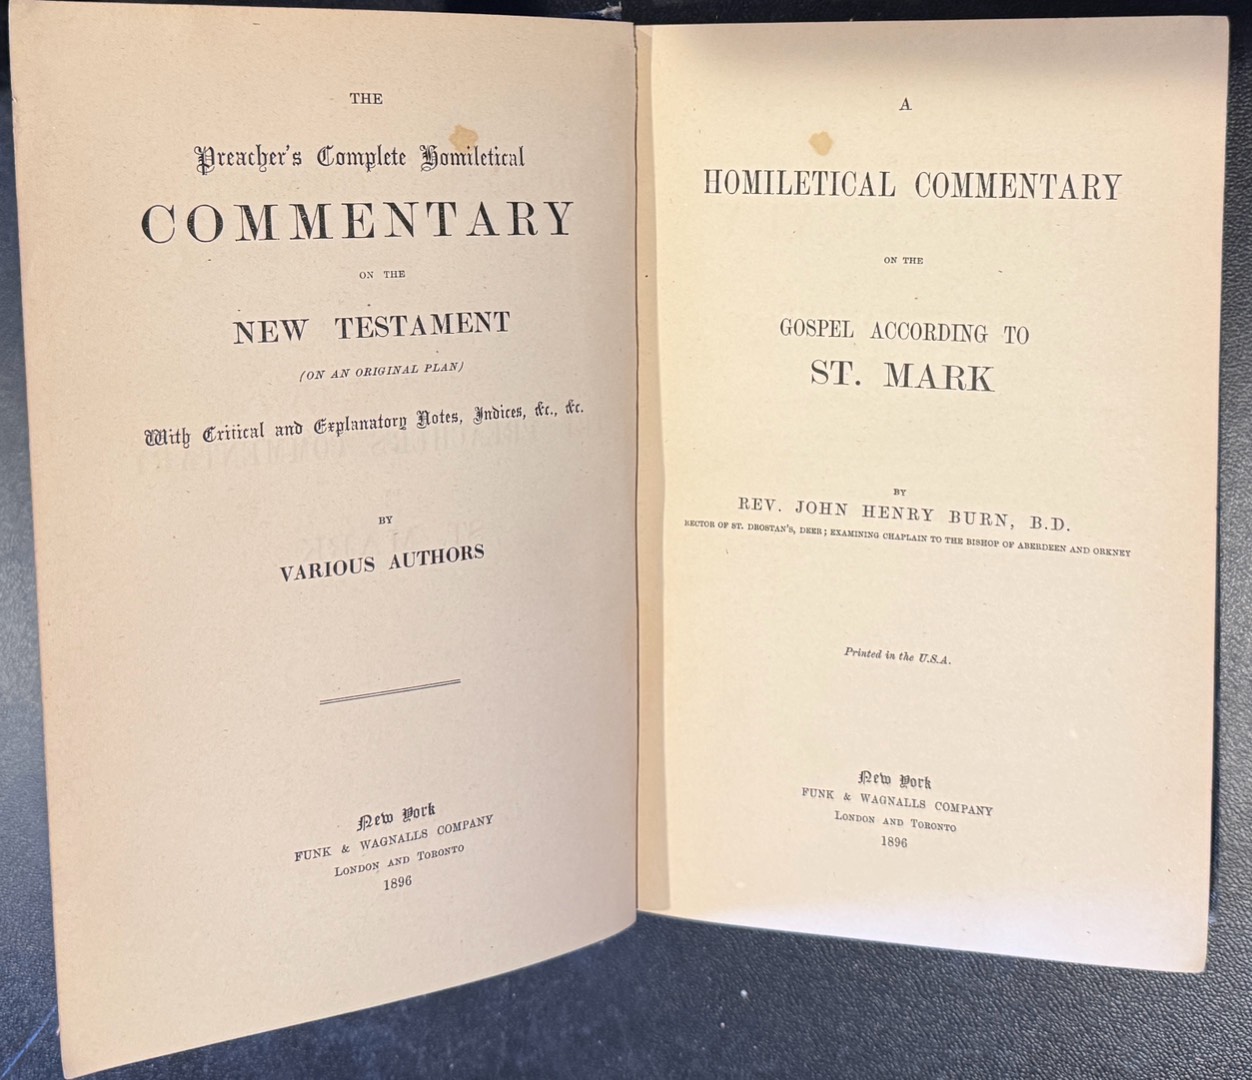 THE
Preacher's Complete Homiletical
COMMENTARY
ON THE
NEW TESTAMENT
(ON AN ORIGINAL PLAN)
With Critical and Explanatory Notes, Indices, &c., &c.
BY
VARIOUS AUTHORS
New York
FUNK & WAGNALLS COMPANY
LONDON AND TORONTO
1896
A
HOMILETICAL COMMENTARY
ON THE
GOSPEL ACCORDING TO
ST. MARK
BY
REV. JOHN HENRY BURN, B.D.
RECTOR OF ST. DROSTAN'S, DEER; EXAMINING CHAPLAIN TO THE BISHOP OF ABERDEEN AND ORKNEY
Printed in the U.S.A.
New York
FUNK & WAGNALLS COMPANY
LONDON AND TORONTO
1896